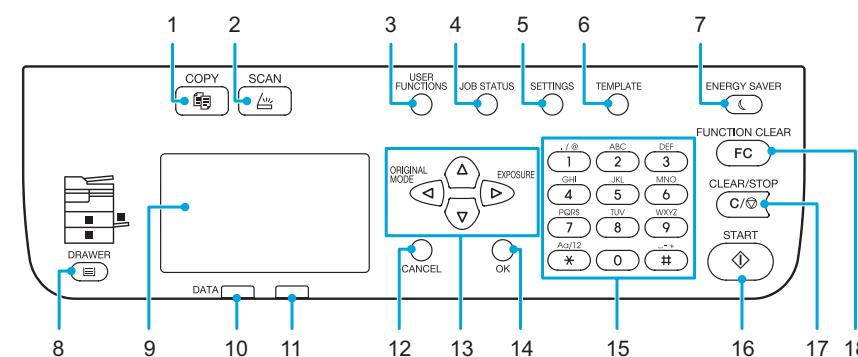 1 2 3 4 5 6 7
COPY SCAN
USER FUNCTIONS JOB STATUS SETTINGS TEMPLATE ENERGY SAVER
FUNCTION CLEAR
FC
CLEAR/STOP
C/
START
ORIGINAL MODE EXPOSURE
CANCEL OK
. / @ ABC DEF
1 2 3
GHI JKL MNO
4 5 6
PQRS TUV WXYZ
7 8 9
Aa/12 _ - +
* 0 #
DRAWER
DATA
8 9 10 11 12 13 14 15 16 17 18